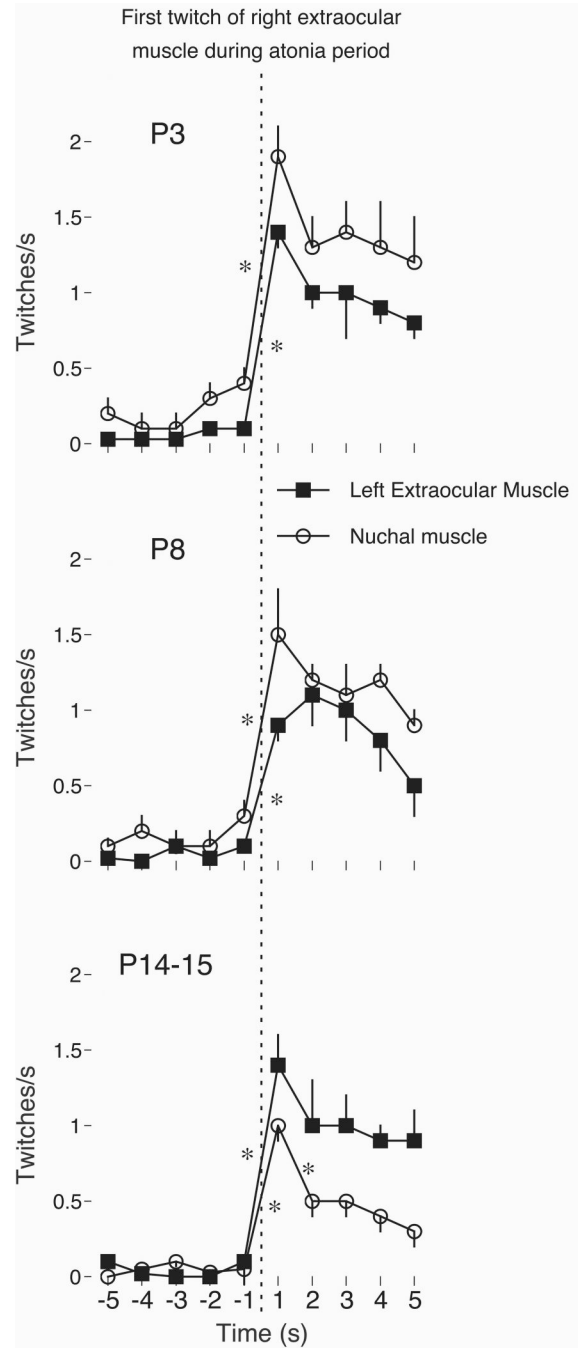 First twitch of right extraocular
muscle during atonia period
P3
2
1.5
1
0.5
0
Twitches/s
*
*
Left Extraocular Muscle
Nuchal muscle
P8
2
1.5
1
0.5
0
Twitches/s
*
*
P14-15
2
1.5
1
0.5
0
Twitches/s
*
*
*
-5 -4 -3 -2 -1 1 2 3 4 5
Time (s)